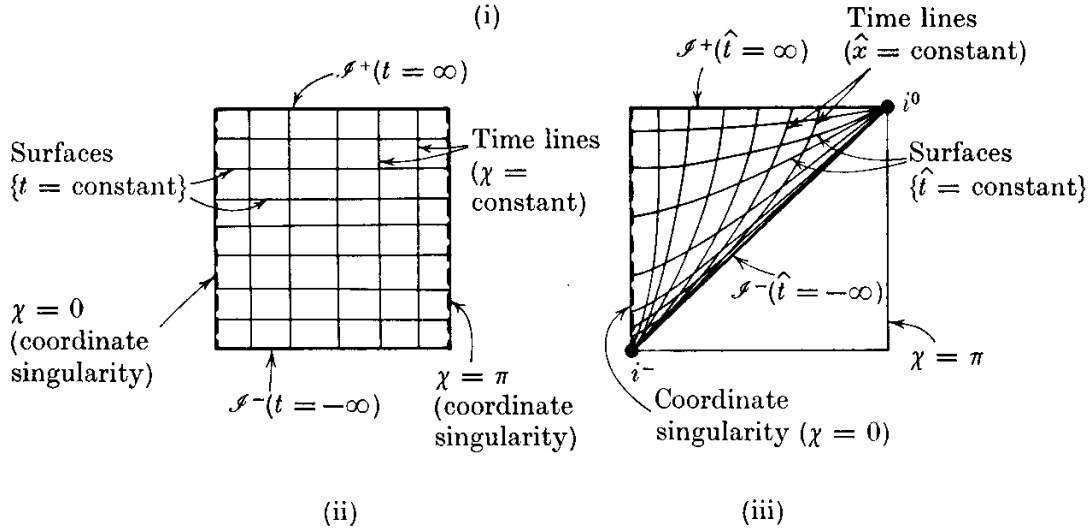 (i)
𝓘⁺(t = ∞)
Surfaces
{t = constant}
Time lines
(χ =
constant)
χ = 0
(coordinate
singularity)
𝓘⁻(t = −∞)
χ = π
(coordinate
singularity)
(ii)
𝓘⁺(t̂ = ∞)
Time lines
(x̂ = constant)
i⁰
Surfaces
{t̂ = constant}
𝓘⁻(t̂ = −∞)
i⁻
χ = π
Coordinate
singularity (χ = 0)
(iii)